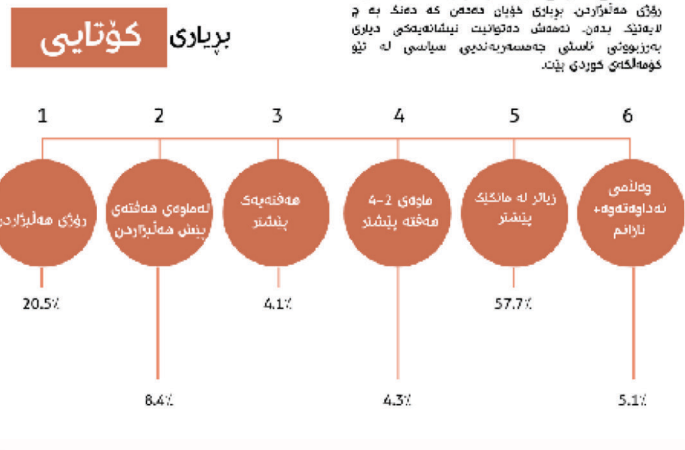 ڕۆژی هەڵبژاردن. بڕیاری خۆیان دەدەن کە دەنگ بە چ
لایەنێک بدەن. ئەمەش دەتوانێت نیشانەیەکی دیاری
بەرزبوونی ئاستی جەمسەربەندیی سیاسی لە نێو
کۆمەڵگەی کوردی بێت.
بڕیاری کۆتایی
1 2 3 4 5 6
ڕۆژی هەڵبژاردن
لەماوەی هەفتەی
پێش هەڵبژاردن
هەفتەیەک
پێشتر
ماوەی 2-4
هەفتە پێشتر
زیاتر لە مانگێک
پێشتر
وەڵامی
نەداوەتەوە+
نازانم
20.5٪
8.4٪
4.1٪
4.3٪
57.7٪
5.1٪